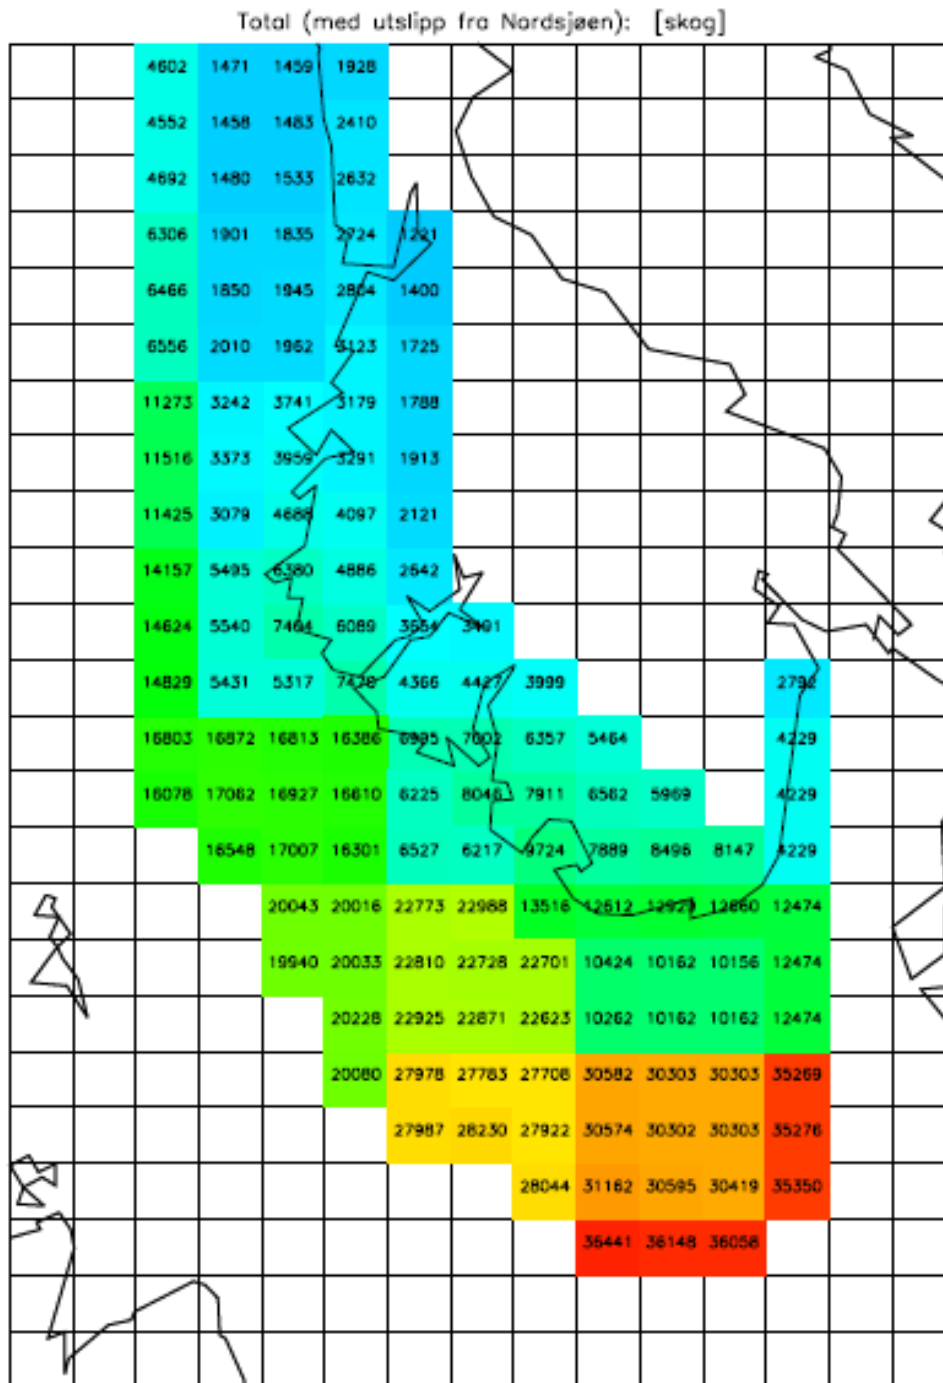 Total (med utslipp fra Nordsjøen): [skog]
4602 1471 1459 1928
4552 1458 1483 2410
4692 1480 1533 2632
6306 1901 1835 2724 1221
6466 1850 1945 2804 1400
6556 2010 1962 3123 1725
11273 3242 3741 3179 1788
11516 3373 3959 3291 1913
11425 3079 4688 4097 2121
14157 5495 6380 4886 2642
14624 5540 7464 6089 3491
14829 5431 5317 7478 4366 4427 3999 2792
16803 16872 16813 16386 6995 7002 6357 5464 4229
16078 17062 16927 16610 6225 8046 7911 6562 5969 4229
16548 17007 16301 6527 6217 9724 7889 8496 8147 4229
20043 20016 22773 22988 13516 12612 12929 12660 12474
19940 20033 22810 22728 22701 10424 10162 10156 12474
20228 22925 22871 22623 10262 10162 10162 12474
20080 27978 27783 27708 30582 30303 30303 35269
27987 28230 27922 30574 30302 30303 35276
28044 31162 30595 30419 35350
36441 36148 36058